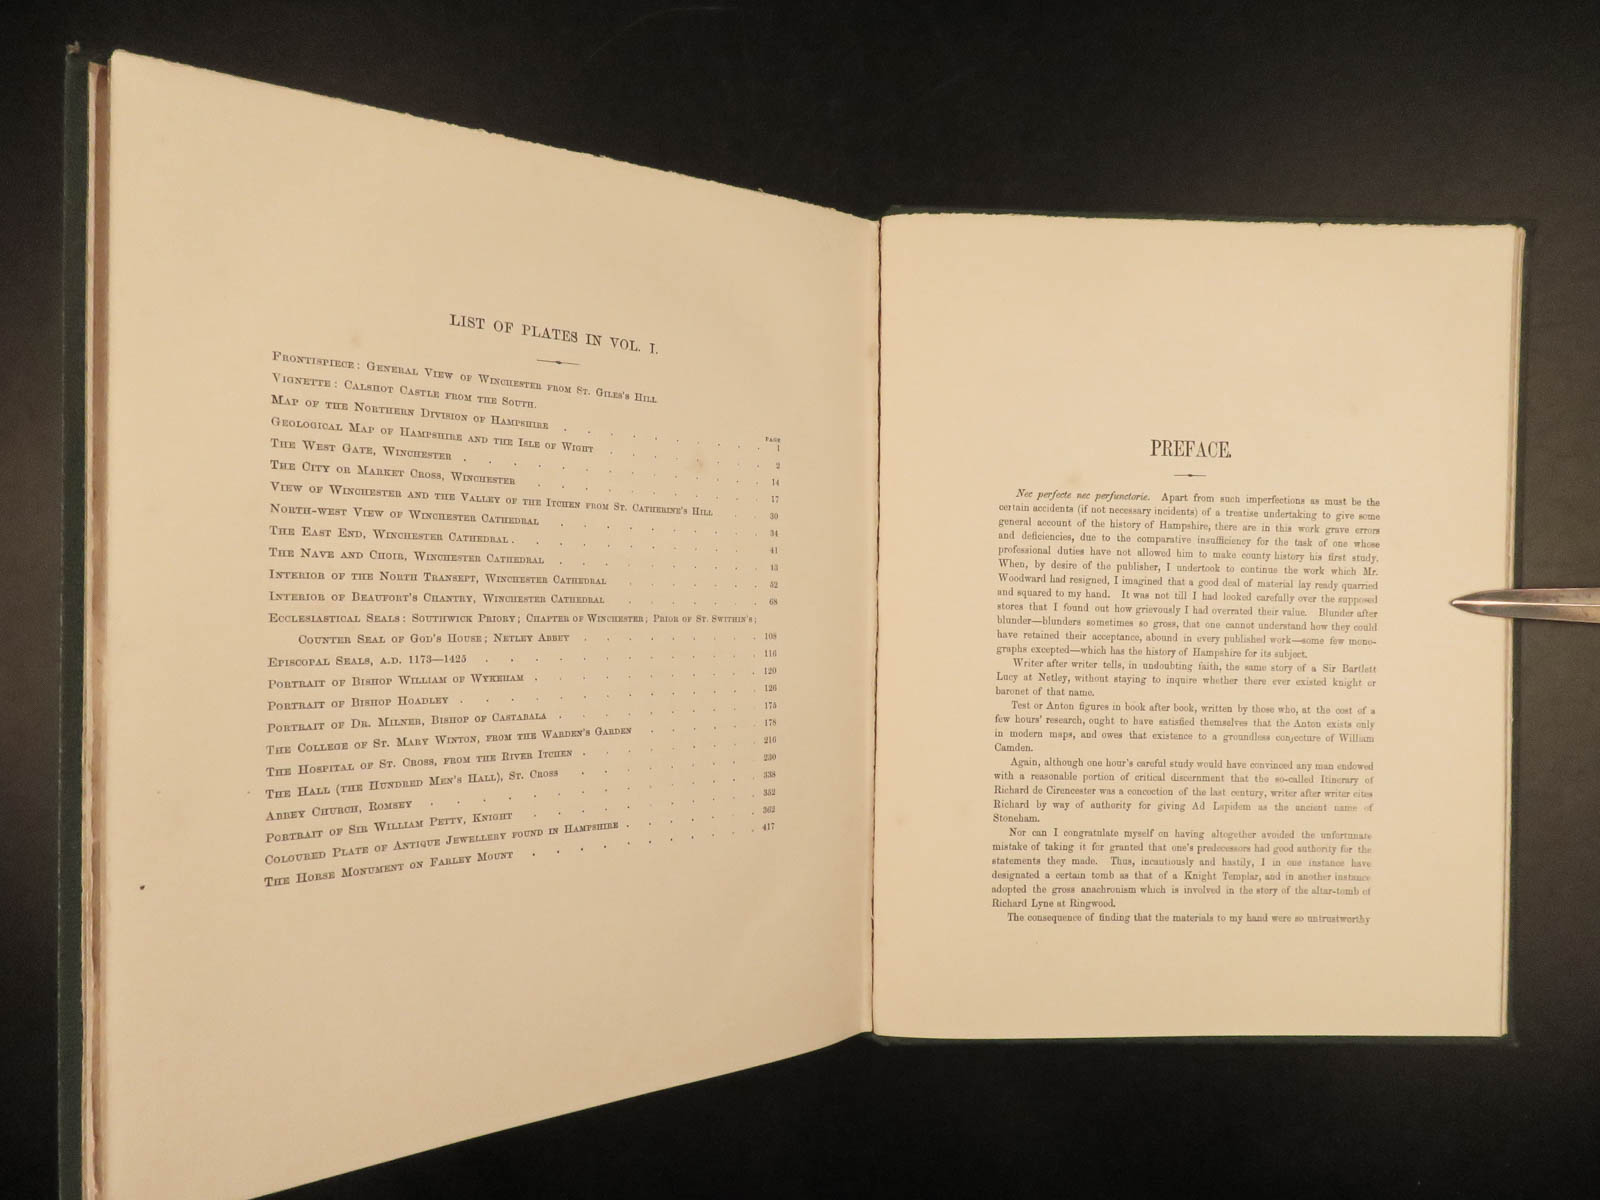 LIST OF PLATES IN VOL. I.
FRONTISPIECE: GENERAL VIEW OF WINCHESTER FROM ST. GILES'S HILL
VIGNETTE: CALSHOT CASTLE FROM THE SOUTH.
PAGE
MAP OF THE NORTHERN DIVISION OF HAMPSHIRE . . . . . . . . 1
GEOLOGICAL MAP OF HAMPSHIRE AND THE ISLE OF WIGHT . . . . . . 2
THE WEST GATE, WINCHESTER . . . . . . . . . . . 14
THE CITY OR MARKET CROSS, WINCHESTER . . . . . . . . . 17
VIEW OF WINCHESTER AND THE VALLEY OF THE ITCHEN FROM ST. CATHERINE'S HILL . . 30
NORTH-WEST VIEW OF WINCHESTER CATHEDRAL . . . . . . . . 34
THE EAST END, WINCHESTER CATHEDRAL . . . . . . . . . 41
THE NAVE AND CHOIR, WINCHESTER CATHEDRAL . . . . . . . . 13
INTERIOR OF THE NORTH TRANSEPT, WINCHESTER CATHEDRAL . . . . . . 52
INTERIOR OF BEAUFORT'S CHANTRY, WINCHESTER CATHEDRAL . . . . . . 68
ECCLESIASTICAL SEALS: SOUTHWICK PRIORY; CHAPTER OF WINCHESTER; PRIOR OF ST. SWITHIN'S;
COUNTER SEAL OF GOD'S HOUSE; NETLEY ABBEY . . . . . . . 108
EPISCOPAL SEALS, A.D. 1173—1425 . . . . . . . . . . 116
PORTRAIT OF BISHOP WILLIAM OF WYKEHAM . . . . . . . . . 120
PORTRAIT OF BISHOP HOADLEY . . . . . . . . . . . 126
PORTRAIT OF DR. MILNER, BISHOP OF CASTABALA . . . . . . . . 175
THE COLLEGE OF ST. MARY WINTON, FROM THE WARDEN'S GARDEN . . . . . 178
THE HOSPITAL OF ST. CROSS, FROM THE RIVER ITCHEN . . . . . . . 216
THE HALL (THE HUNDRED MEN'S HALL), ST. CROSS . . . . . . . 230
ABBEY CHURCH, ROMSEY . . . . . . . . . . . . 338
PORTRAIT OF SIR WILLIAM PETTY, KNIGHT . . . . . . . . . 352
COLOURED PLATE OF ANTIQUE JEWELLERY FOUND IN HAMPSHIRE . . . . . . 362
THE HORSE MONUMENT ON FARLEY MOUNT . . . . . . . . . 417
PREFACE.
Nec perfecte nec perfunctorie. Apart from such imperfections as must be the
certain accidents (if not necessary incidents) of a treatise undertaking to give some
general account of the history of Hampshire, there are in this work grave errors
and deficiencies, due to the comparative insufficiency for the task of one whose
professional duties have not allowed him to make county history his first study.
When, by desire of the publisher, I undertook to continue the work which Mr.
Woodward had resigned, I imagined that a good deal of material lay ready quarried
and squared to my hand. It was not till I had looked carefully over the supposed
stores that I found out how grievously I had overrated their value. Blunder after
blunder—blunders sometimes so gross, that one cannot understand how they could
have retained their acceptance, abound in every published work—some few mono-
graphs excepted—which has the history of Hampshire for its subject.
Writer after writer tells, in undoubting faith, the same story of a Sir Bartlett
Lucy at Netley, without staying to inquire whether there ever existed knight or
baronet of that name.
Test or Anton figures in book after book, written by those who, at the cost of a
few hours' research, ought to have satisfied themselves that the Anton exists only
in modern maps, and owes that existence to a groundless conjecture of William
Camden.
Again, although one hour's careful study would have convinced any man endowed
with a reasonable portion of critical discernment that the so-called Itinerary of
Richard de Cirencester was a concoction of the last century, writer after writer cites
Richard by way of authority for giving Ad Lapidem as the ancient name of
Stoneham.
Nor can I congratulate myself on having altogether avoided the unfortunate
mistake of taking it for granted that one's predecessors had good authority for the
statements they made. Thus, incautiously and hastily, I in one instance have
designated a certain tomb as that of a Knight Templar, and in another instance
adopted the gross anachronism which is involved in the story of the altar-tomb of
Richard Lyne at Ringwood.
The consequence of finding that the materials to my hand were so untrustworthy